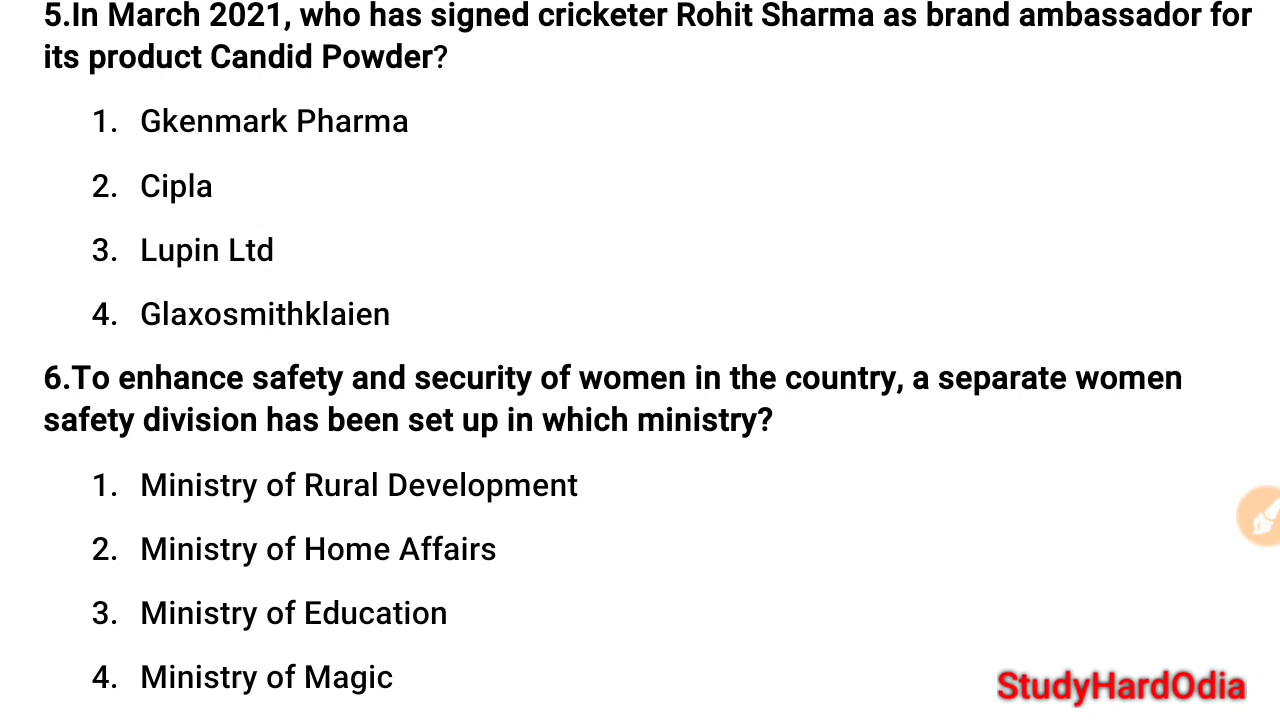 5.In March 2021, who has signed cricketer Rohit Sharma as brand ambassador for
its product Candid Powder?
1. Gkenmark Pharma
2. Cipla
3. Lupin Ltd
4. Glaxosmithklaien
6.To enhance safety and security of women in the country, a separate women
safety division has been set up in which ministry?
1. Ministry of Rural Development
2. Ministry of Home Affairs
3. Ministry of Education
4. Ministry of Magic
StudyHardOdia